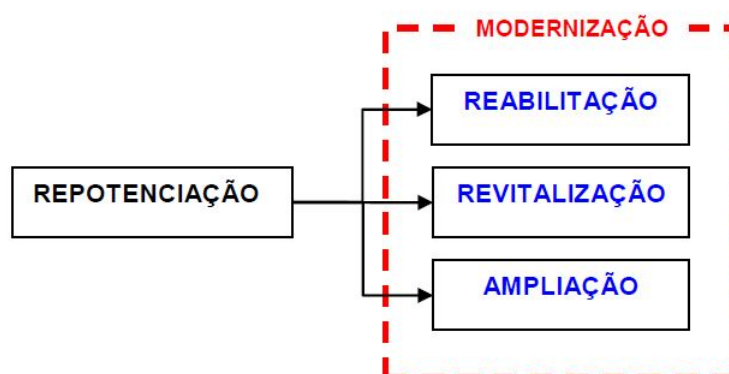 MODERNIZAÇÃO
REABILITAÇÃO
REPOTENCIAÇÃO
REVITALIZAÇÃO
AMPLIAÇÃO